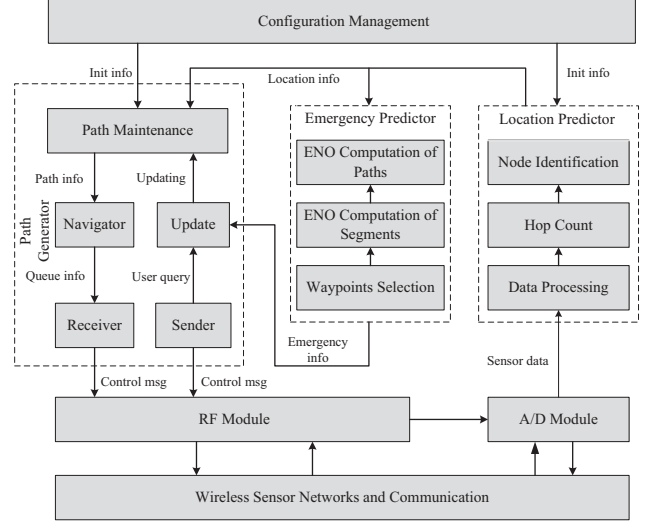 Configuration Management
Init info
Location info
Init info
Path Maintenance
Path info
Updating
Path
Generator
Navigator
Update
Queue info
User query
Receiver
Sender
Control msg
Control msg
Emergency Predictor
ENO Computation of
Paths
ENO Computation of
Segments
Waypoints Selection
Emergency
info
Location Predictor
Node Identification
Hop Count
Data Processing
Sensor data
RF Module
A/D Module
Wireless Sensor Networks and Communication